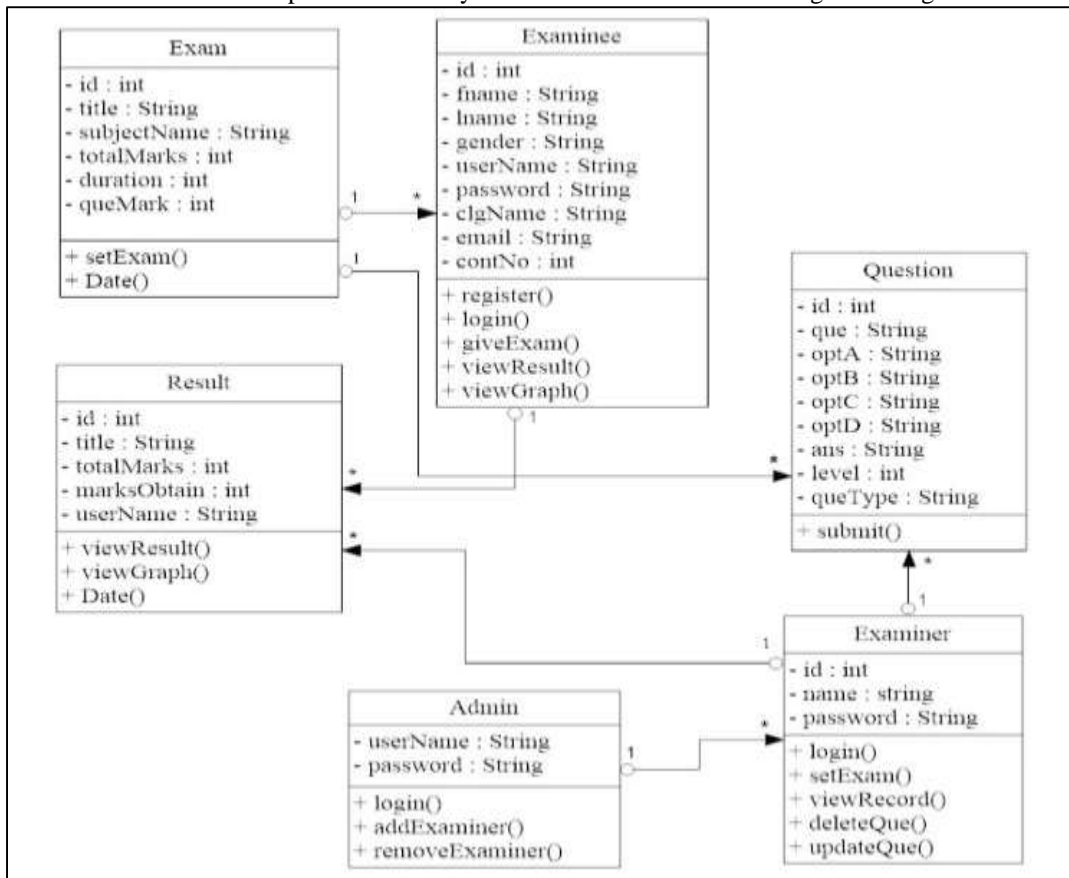 Exam
- id : int
- title : String
- subjectName : String
- totalMarks : int
- duration : int
- queMark : int
+ setExam()
+ Date()
1
*
1
Examinee
- id : int
- fname : String
- lname : String
- gender : String
- userName : String
- password : String
- clgName : String
- email : String
- contNo : int
+ register()
+ login()
+ giveExam()
+ viewResult()
+ viewGraph()
1
Question
- id : int
- que : String
- optA : String
- optB : String
- optC : String
- optD : String
- ans : String
- level : int
- queType : String
+ submit()
*
*
1
Result
- id : int
- title : String
- totalMarks : int
- marksObtain : int
- userName : String
+ viewResult()
+ viewGraph()
+ Date()
*
*
1
Examiner
- id : int
- name : string
- password : String
+ login()
+ setExam()
+ viewRecord()
+ deleteQue()
+ updateQue()
Admin
- userName : String
- password : String
+ login()
+ addExaminer()
+ removeExaminer()
1
*